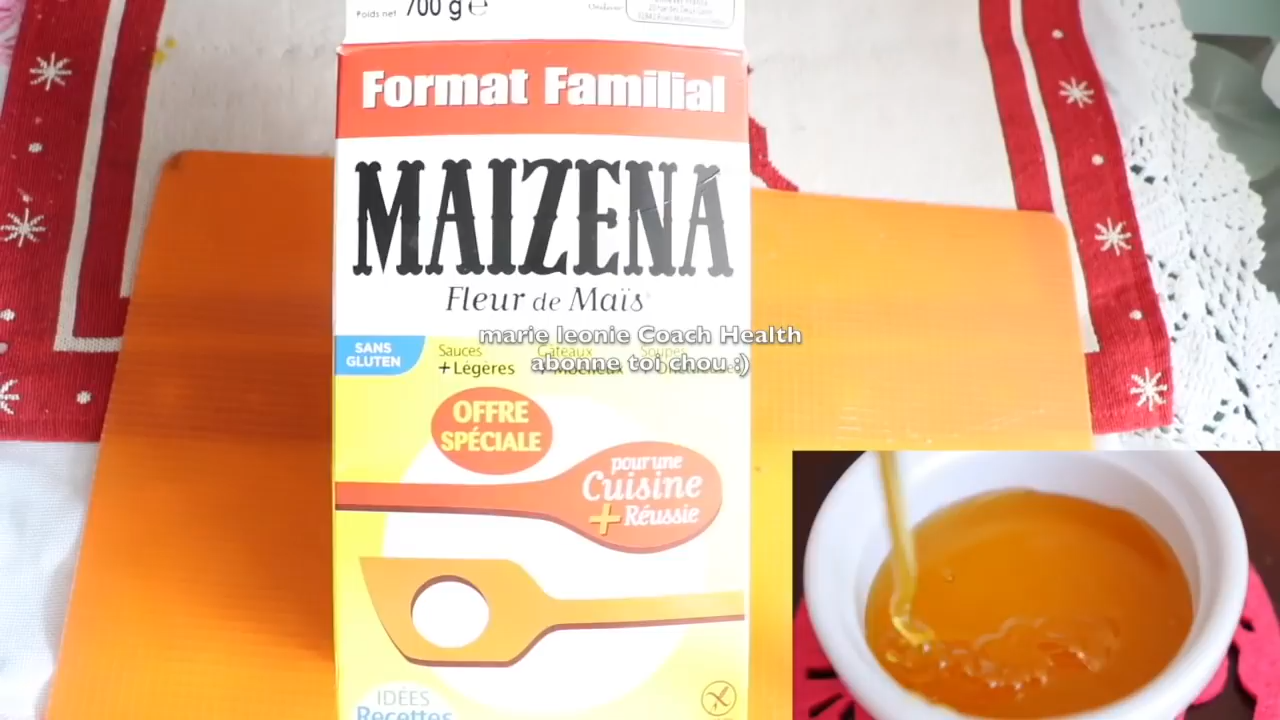 Poids net 700 g ℮
Format Familial
MAIZENA
Fleur de Maïs
marie leonie Coach Health
SANS
GLUTEN
Sauces
+Légères
Gâteaux
abonne toi chou :)
OFFRE
SPÉCIALE
pour une
Cuisine
+ Réussie
IDÉES
Recettes